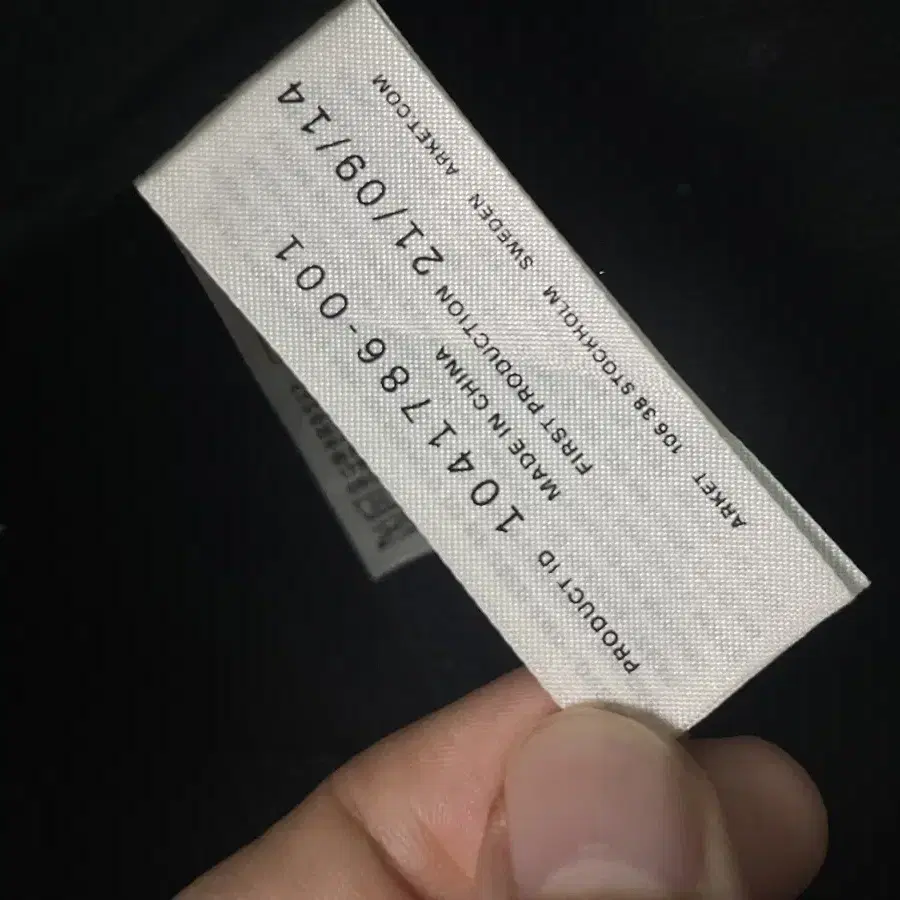 PRODUCT ID 1041786-001
MADE IN CHINA
FIRST PRODUCTION 21/09/14
ARKET 106 38 STOCKHOLM SWEDEN ARKET.COM